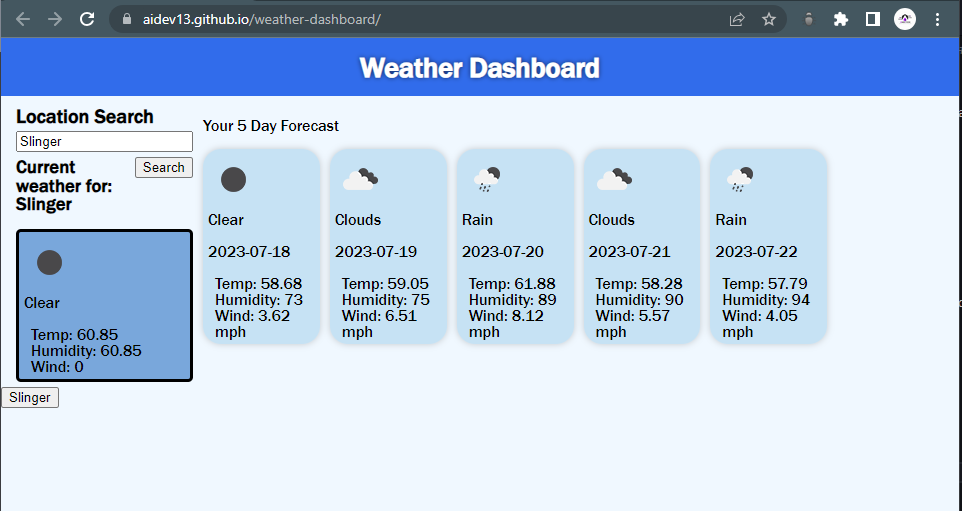 aidev13.github.io/weather-dashboard/
Weather Dashboard
Location Search
Slinger
Current
weather for:
Slinger
Search
Clear
Temp: 60.85
Humidity: 60.85
Wind: 0
Slinger
Your 5 Day Forecast
Clear
2023-07-18
Temp: 58.68
Humidity: 73
Wind: 3.62
mph
Clouds
2023-07-19
Temp: 59.05
Humidity: 75
Wind: 6.51
mph
Rain
2023-07-20
Temp: 61.88
Humidity: 89
Wind: 8.12
mph
Clouds
2023-07-21
Temp: 58.28
Humidity: 90
Wind: 5.57
mph
Rain
2023-07-22
Temp: 57.79
Humidity: 94
Wind: 4.05
mph